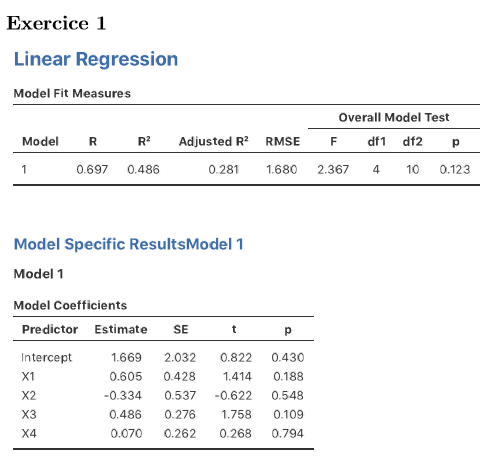 Exercice 1
Linear Regression
Model Fit Measures
Overall Model Test
Model R R² Adjusted R² RMSE F df1 df2 p
1 0.697 0.486 0.281 1.680 2.367 4 10 0.123
Model Specific ResultsModel 1
Model 1
Model Coefficients
Predictor Estimate SE t p
Intercept 1.669 2.032 0.822 0.430
X1 0.605 0.428 1.414 0.188
X2 -0.334 0.537 -0.622 0.548
X3 0.486 0.276 1.758 0.109
X4 0.070 0.262 0.268 0.794